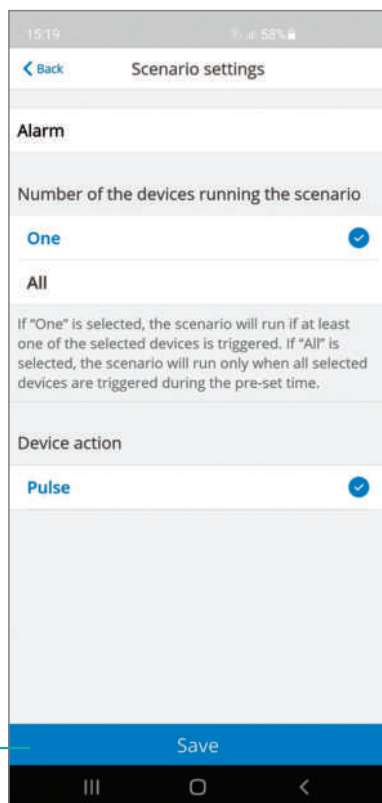 15:19 58%
Back Scenario settings
Alarm
Number of the devices running the scenario
One
All
If "One" is selected, the scenario will run if at least
one of the selected devices is triggered. If "All" is
selected, the scenario will run only when all selected
devices are triggered during the pre-set time.
Device action
Pulse
Save